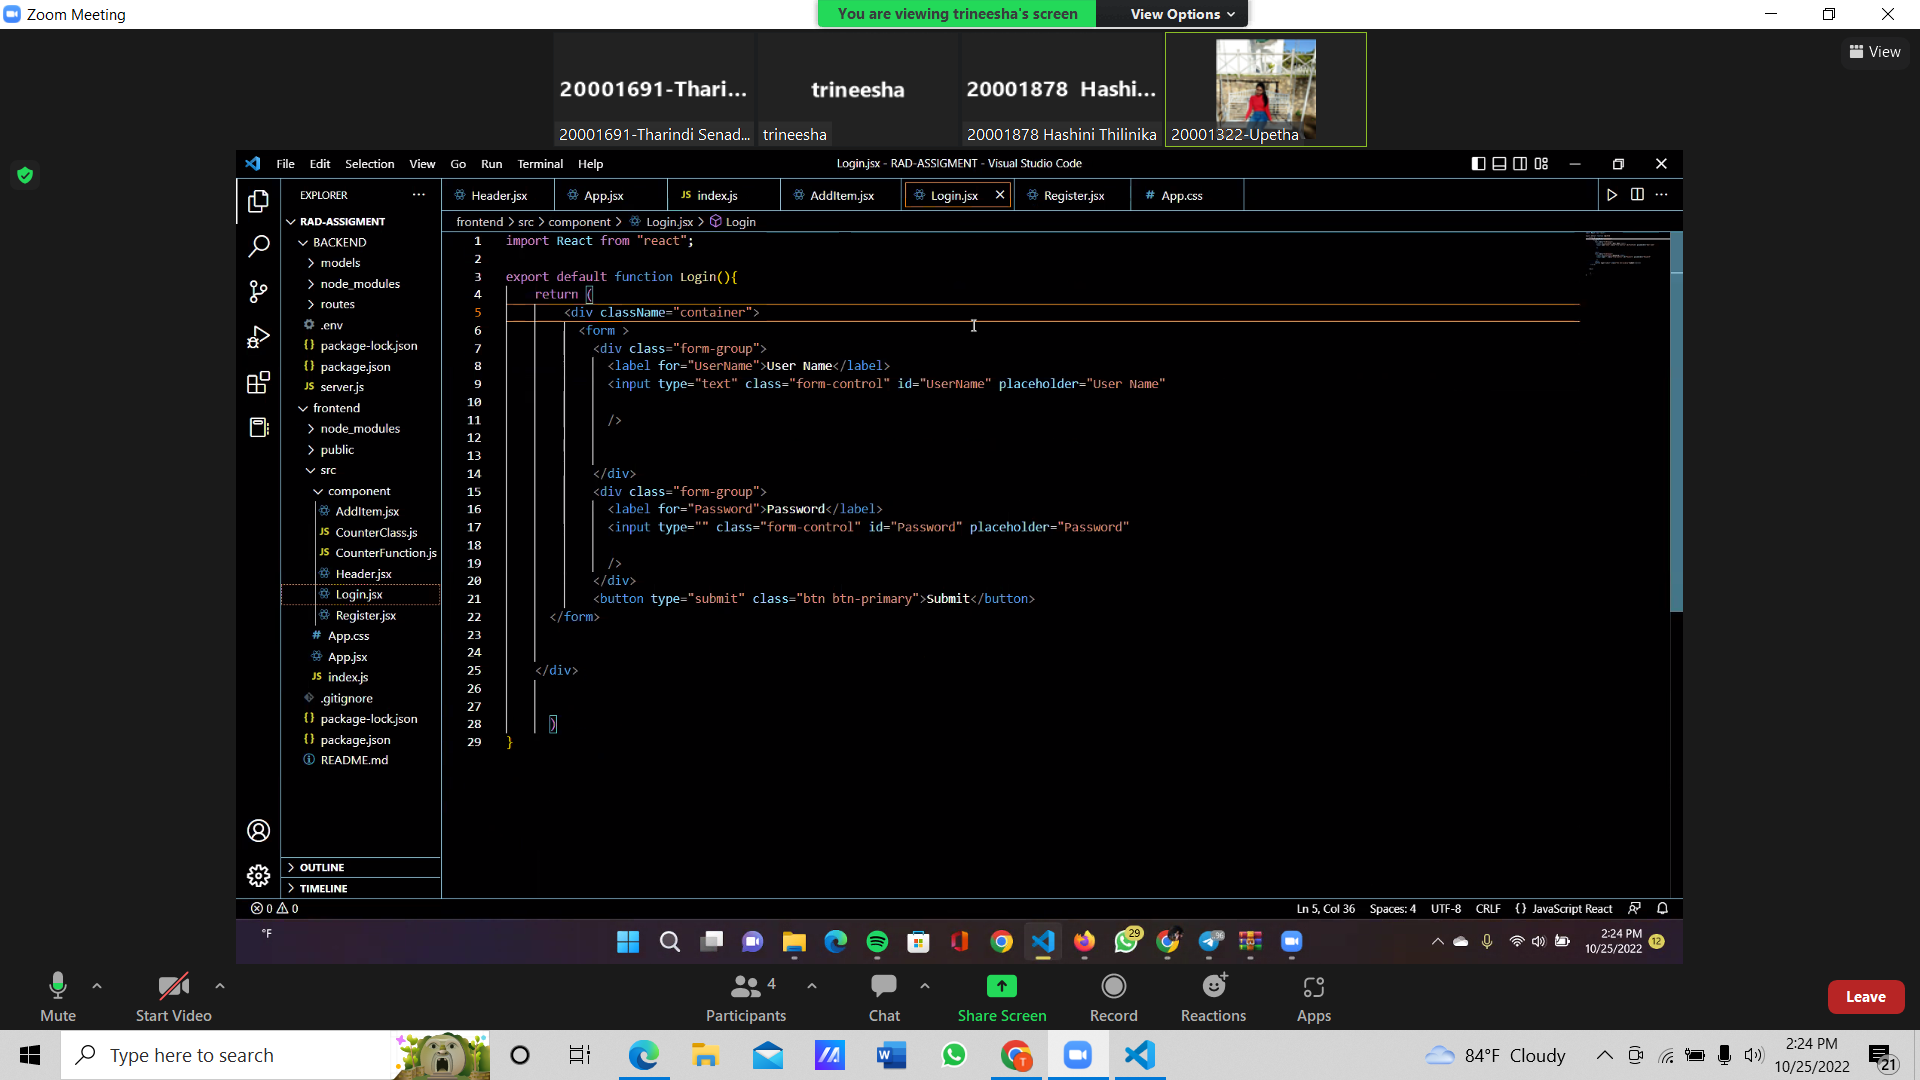 Zoom Meeting
You are viewing trineesha's screen
View Options
View
20001691-Thari...
trineesha
20001878 Hashi...
20001691-Tharindi Senad...
trineesha
20001878 Hashini Thilinika
20001322-Upetha
File Edit Selection View Go Run Terminal Help
Login.jsx - RAD-ASSIGMENT - Visual Studio Code
EXPLORER
Header.jsx
App.jsx
JS index.js
AddItem.jsx
Login.jsx
Register.jsx
# App.css
frontend > src > component > Login.jsx > Login
RAD-ASSIGMENT
BACKEND
models
node_modules
routes
.env
{} package-lock.json
{} package.json
JS server.js
frontend
node_modules
public
src
component
AddItem.jsx
JS CounterClass.js
JS CounterFunction.js
Header.jsx
Login.jsx
Register.jsx
# App.css
App.jsx
JS index.js
.gitignore
{} package-lock.json
{} package.json
README.md
OUTLINE
TIMELINE
1 import React from "react";
2
3 export default function Login(){
4 return (
5 <div className="container">
6 <form >
7 <div class="form-group">
8 <label for="UserName">User Name</label>
9 <input type="text" class="form-control" id="UserName" placeholder="User Name"
10
11 />
12
13
14 </div>
15 <div class="form-group">
16 <label for="Password">Password</label>
17 <input type="" class="form-control" id="Password" placeholder="Password"
18
19 />
20 </div>
21 <button type="submit" class="btn btn-primary">Submit</button>
22 </form>
23
24
25 </div>
26
27
28 )
29 }
0 0
Ln 5, Col 36 Spaces: 4 UTF-8 CRLF {} JavaScript React
°F
29
96
2:24 PM
10/25/2022
12
Mute
Start Video
4
Participants
Chat
Share Screen
Record
Reactions
Apps
Leave
Type here to search
T
84°F Cloudy
2:24 PM
10/25/2022
21